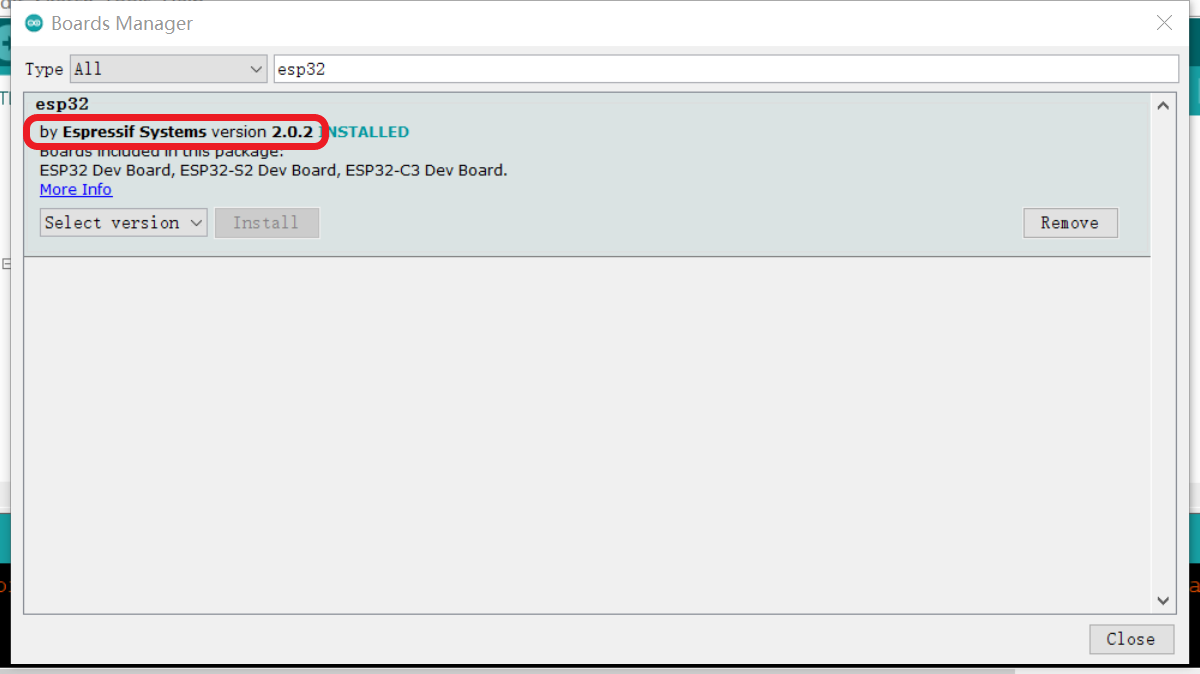 Boards Manager
Type All esp32
esp32
by Espressif Systems version 2.0.2 INSTALLED
Boards included in this package:
ESP32 Dev Board, ESP32-S2 Dev Board, ESP32-C3 Dev Board.
More Info
Select version Install Remove
Close